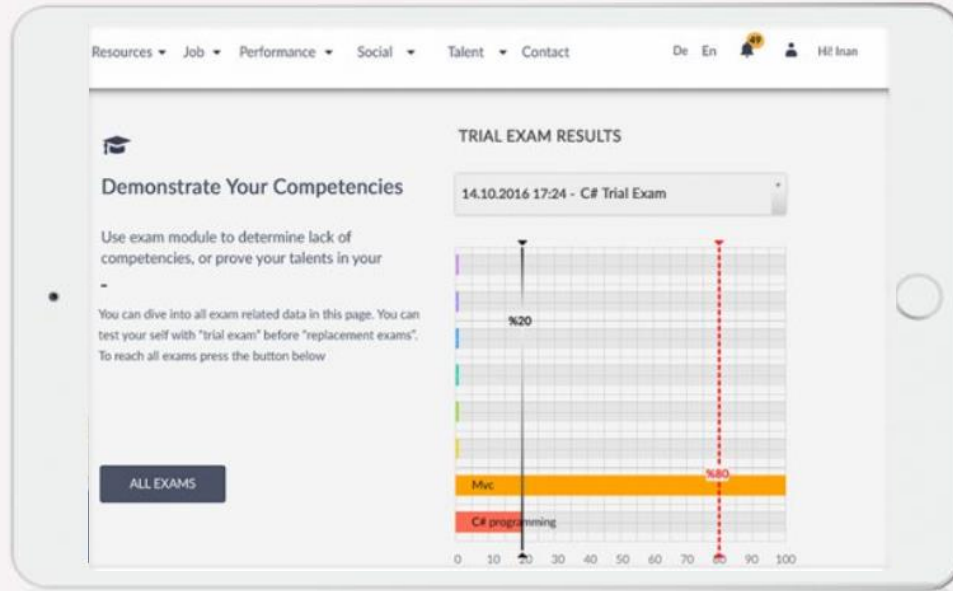 Resources Job Performance Social Talent Contact De En 49 Hi! Inan
Demonstrate Your Competencies
Use exam module to determine lack of
competencies, or prove your talents in your
-
You can dive into all exam related data in this page. You can
test your self with "trial exam" before "replacement exams".
To reach all exams press the button below
ALL EXAMS
TRIAL EXAM RESULTS
14.10.2016 17:24 - C# Trial Exam
%20
%80
Mvc
C# programming
0 10 20 30 40 50 60 70 80 90 100